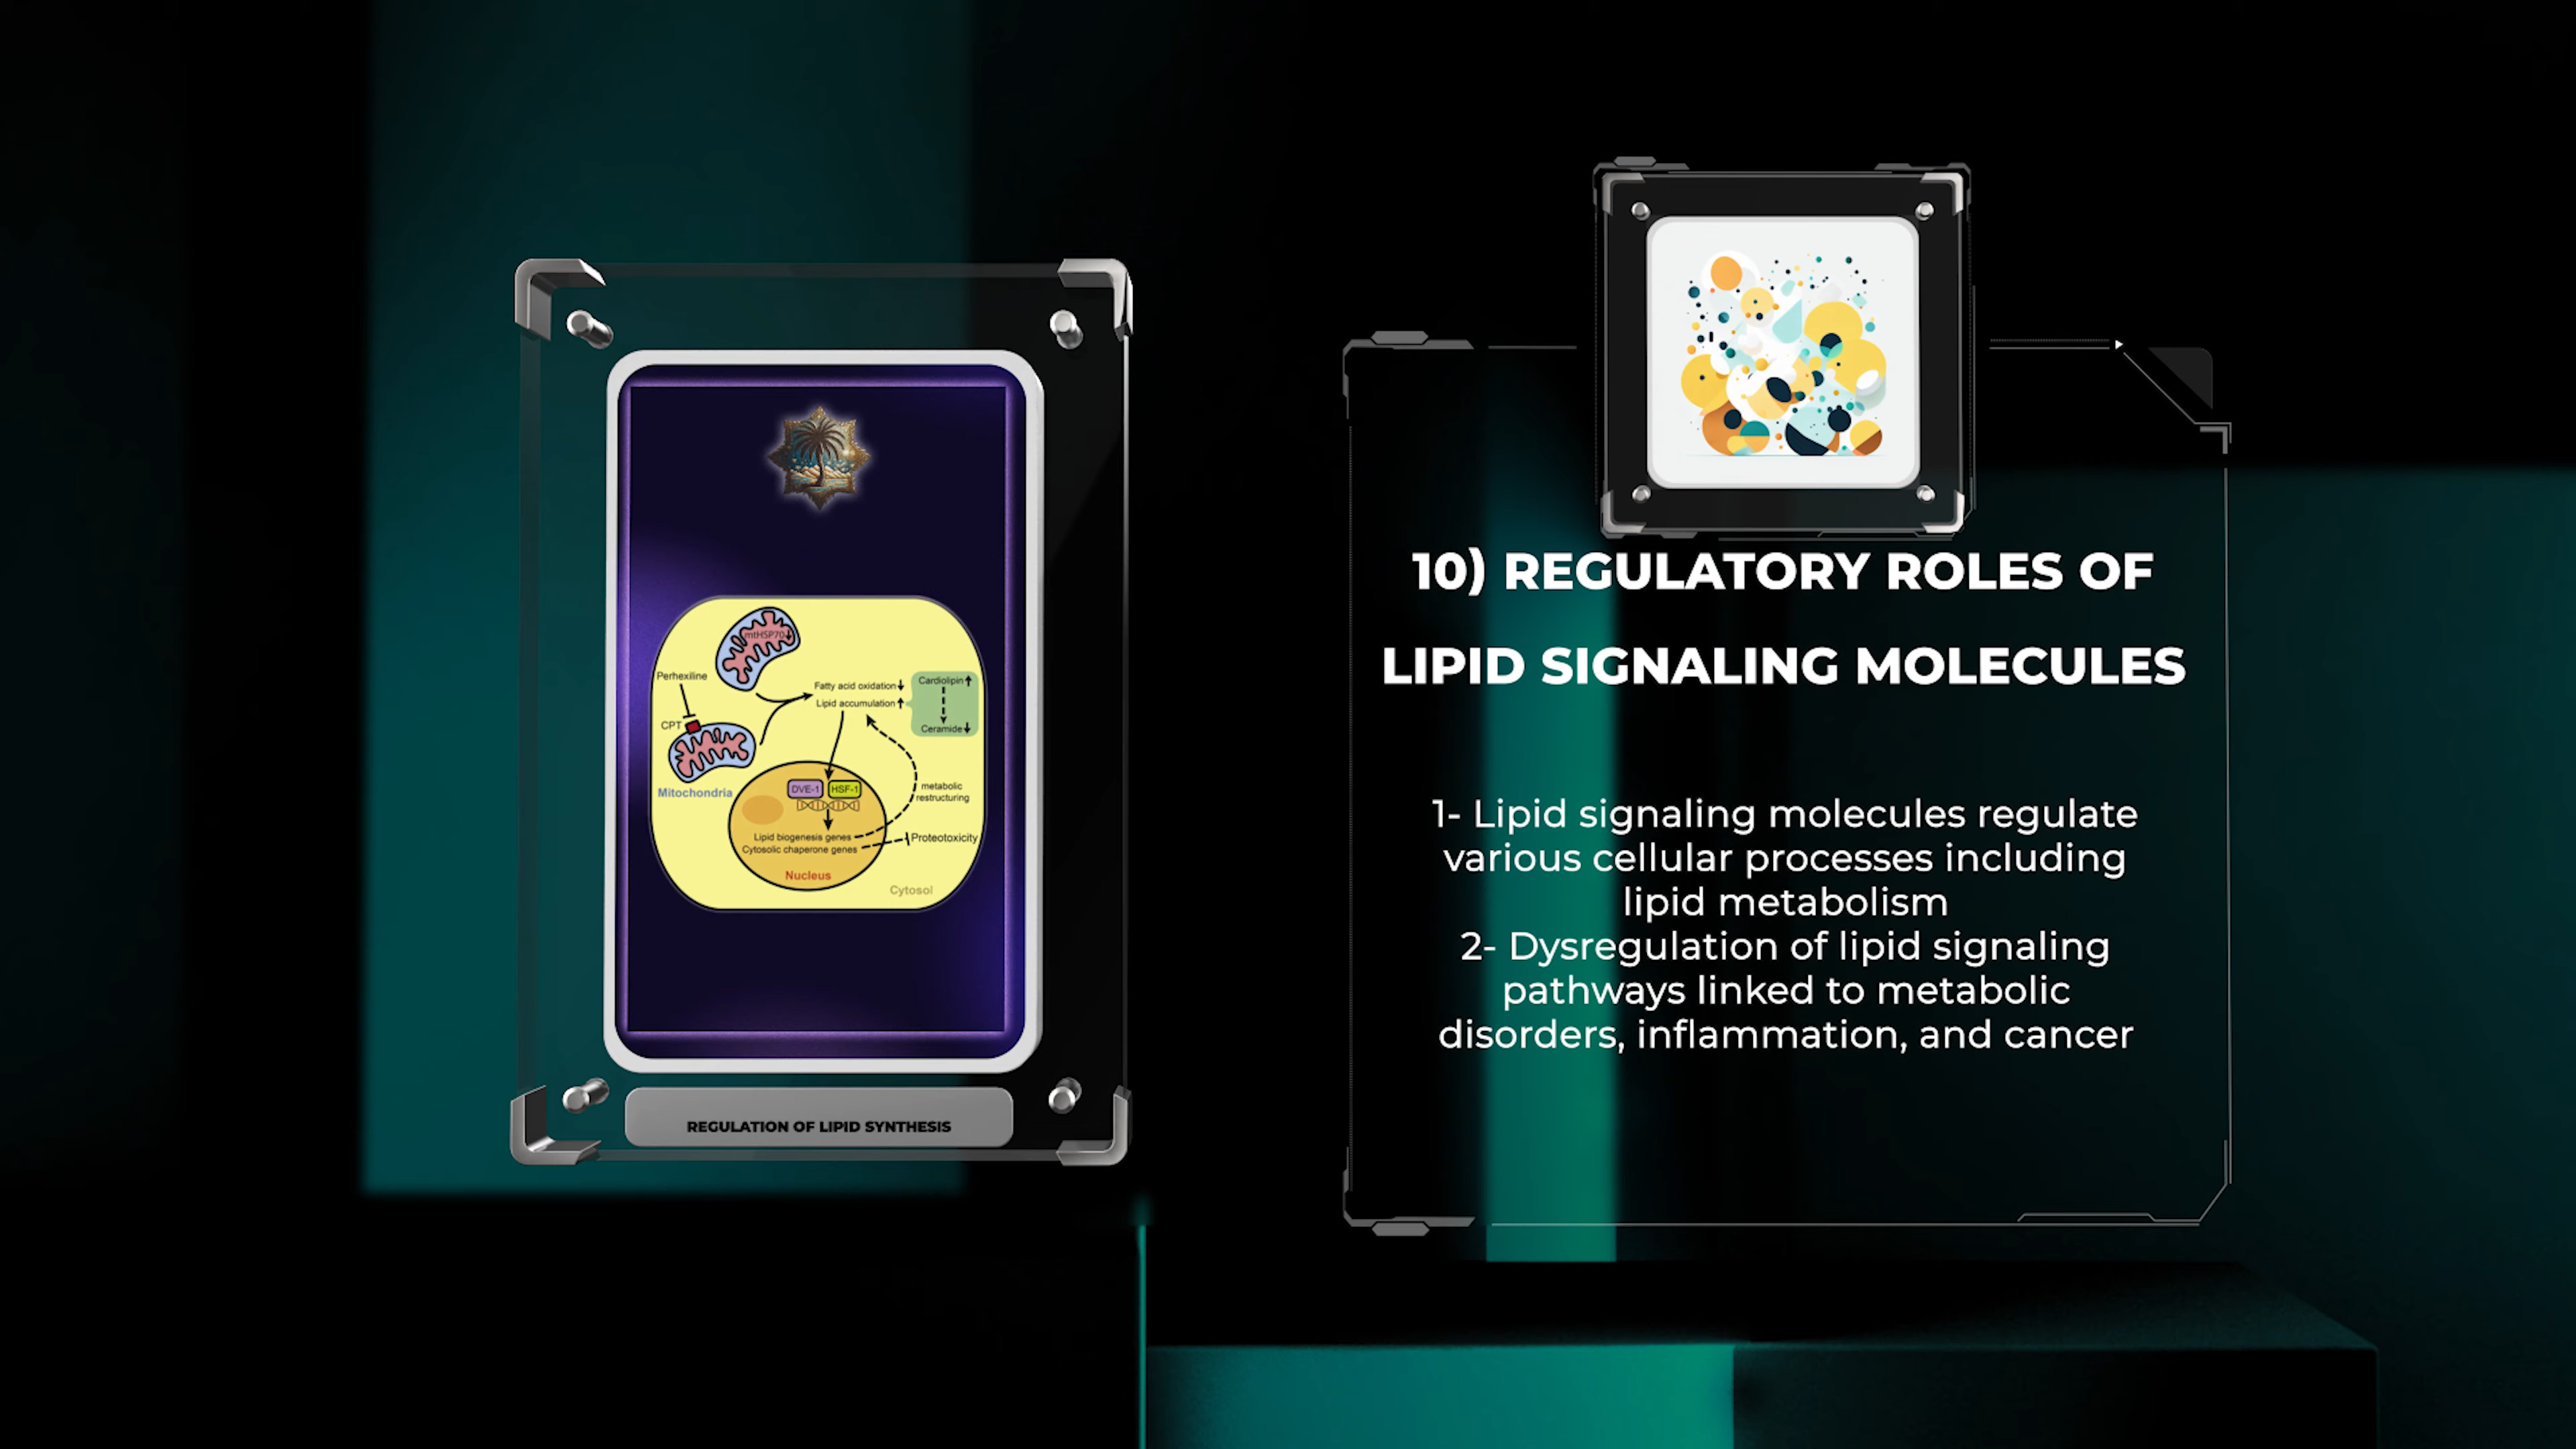 mtHSP70↓
Perhexiline
CPT
Mitochondria
Fatty acid oxidation↓
Lipid accumulation↑
Cardiolipin↑
Ceramide↓
DVE-1
HSF-1
metabolic
restructuring
Lipid biogenesis genes
Cytosolic chaperone genes
Proteotoxicity
Nucleus
Cytosol
REGULATION OF LIPID SYNTHESIS
10) REGULATORY ROLES OF
LIPID SIGNALING MOLECULES
1- Lipid signaling molecules regulate
various cellular processes including
lipid metabolism
2- Dysregulation of lipid signaling
pathways linked to metabolic
disorders, inflammation, and cancer